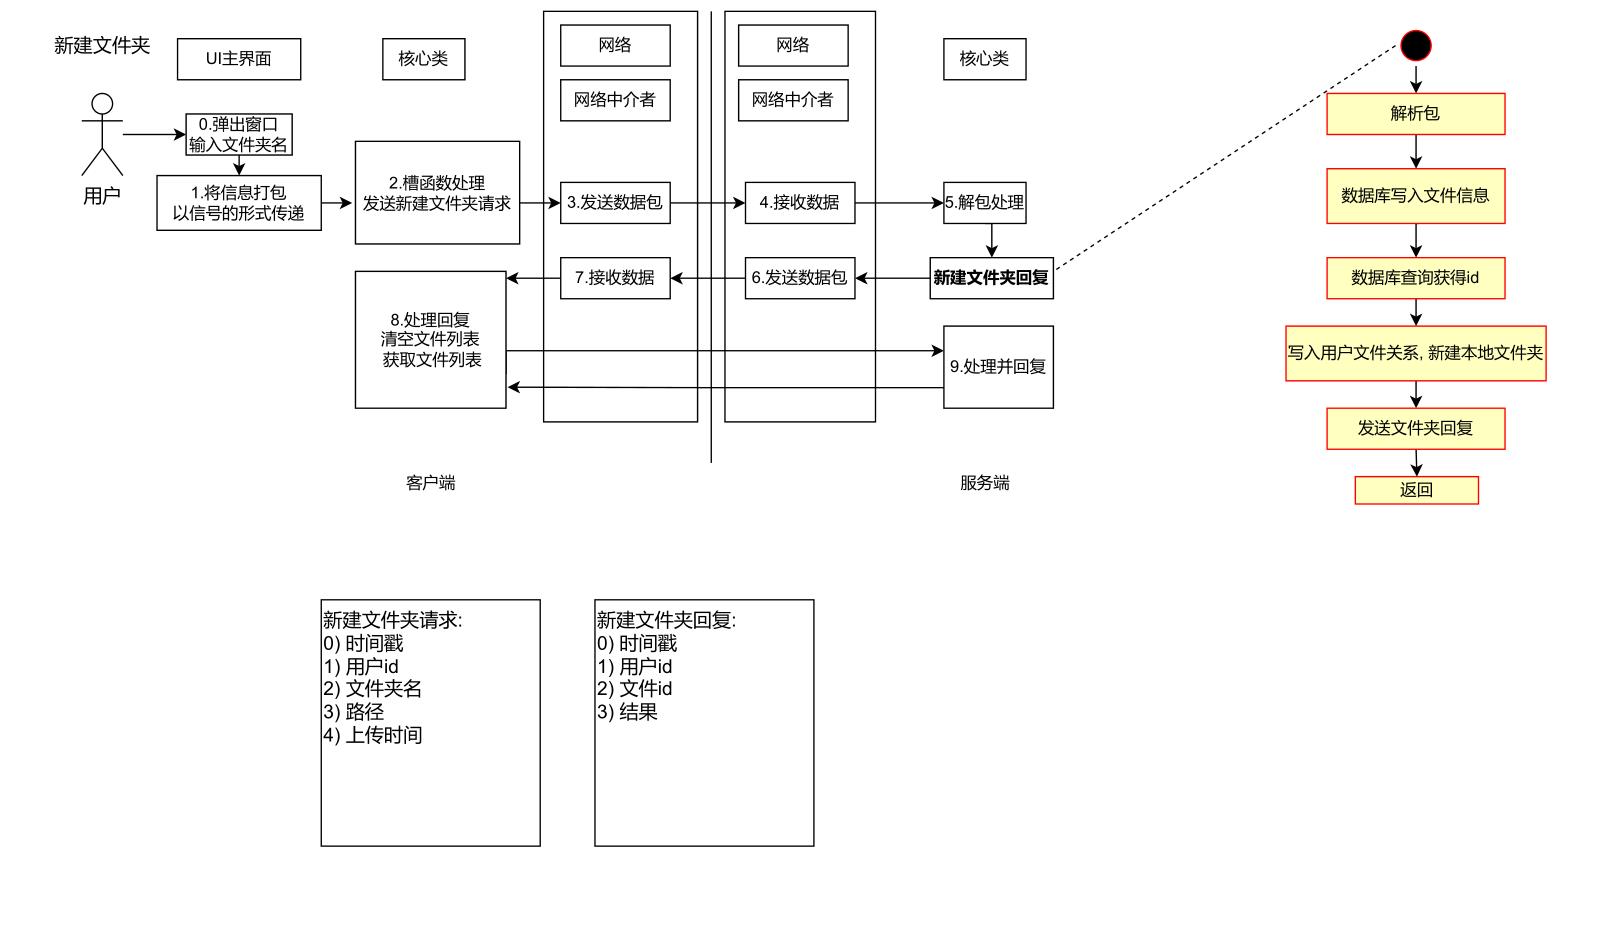 新建文件夹
UI主界面
核心类
网络
网络
核心类
网络中介者
网络中介者
用户
0.弹出窗口
输入文件夹名
1.将信息打包
以信号的形式传递
2.槽函数处理
发送新建文件夹请求
3.发送数据包
4.接收数据
5.解包处理
新建文件夹回复
6.发送数据包
7.接收数据
8.处理回复
清空文件列表
获取文件列表
9.处理并回复
客户端
服务端
解析包
数据库写入文件信息
数据库查询获得id
写入用户文件关系, 新建本地文件夹
发送文件夹回复
返回
新建文件夹请求:
0) 时间戳
1) 用户id
2) 文件夹名
3) 路径
4) 上传时间
新建文件夹回复:
0) 时间戳
1) 用户id
2) 文件id
3) 结果